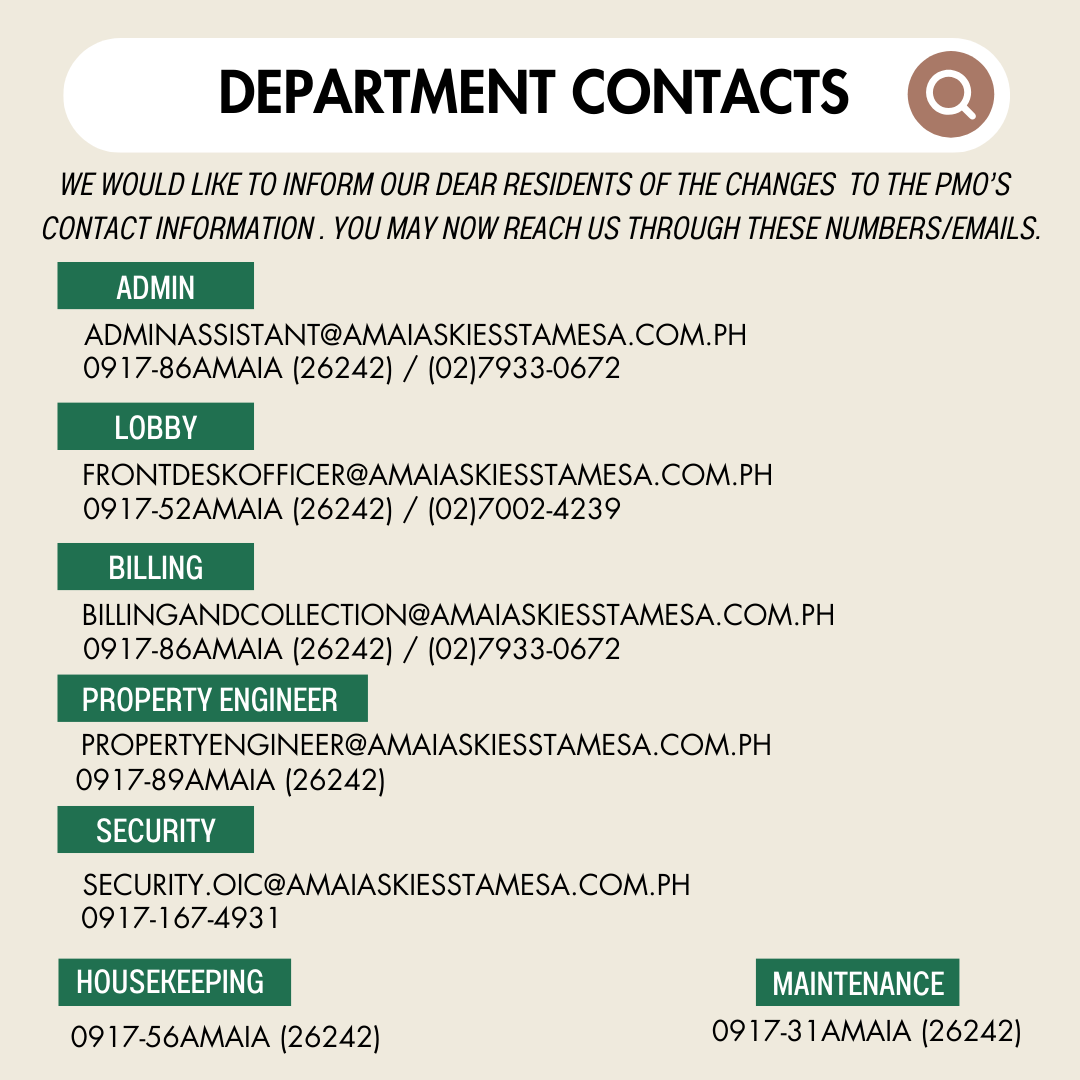 DEPARTMENT CONTACTS
WE WOULD LIKE TO INFORM OUR DEAR RESIDENTS OF THE CHANGES TO THE PMO'S
CONTACT INFORMATION . YOU MAY NOW REACH US THROUGH THESE NUMBERS/EMAILS.
ADMIN
ADMINASSISTANT@AMAIASKIESSTAMESA.COM.PH
0917-86AMAIA (26242) / (02)7933-0672
LOBBY
FRONTDESKOFFICER@AMAIASKIESSTAMESA.COM.PH
0917-52AMAIA (26242) / (02)7002-4239
BILLING
BILLINGANDCOLLECTION@AMAIASKIESSTAMESA.COM.PH
0917-86AMAIA (26242) / (02)7933-0672
PROPERTY ENGINEER
PROPERTYENGINEER@AMAIASKIESSTAMESA.COM.PH
0917-89AMAIA (26242)
SECURITY
SECURITY.OIC@AMAIASKIESSTAMESA.COM.PH
0917-167-4931
HOUSEKEEPING
0917-56AMAIA (26242)
MAINTENANCE
0917-31AMAIA (26242)